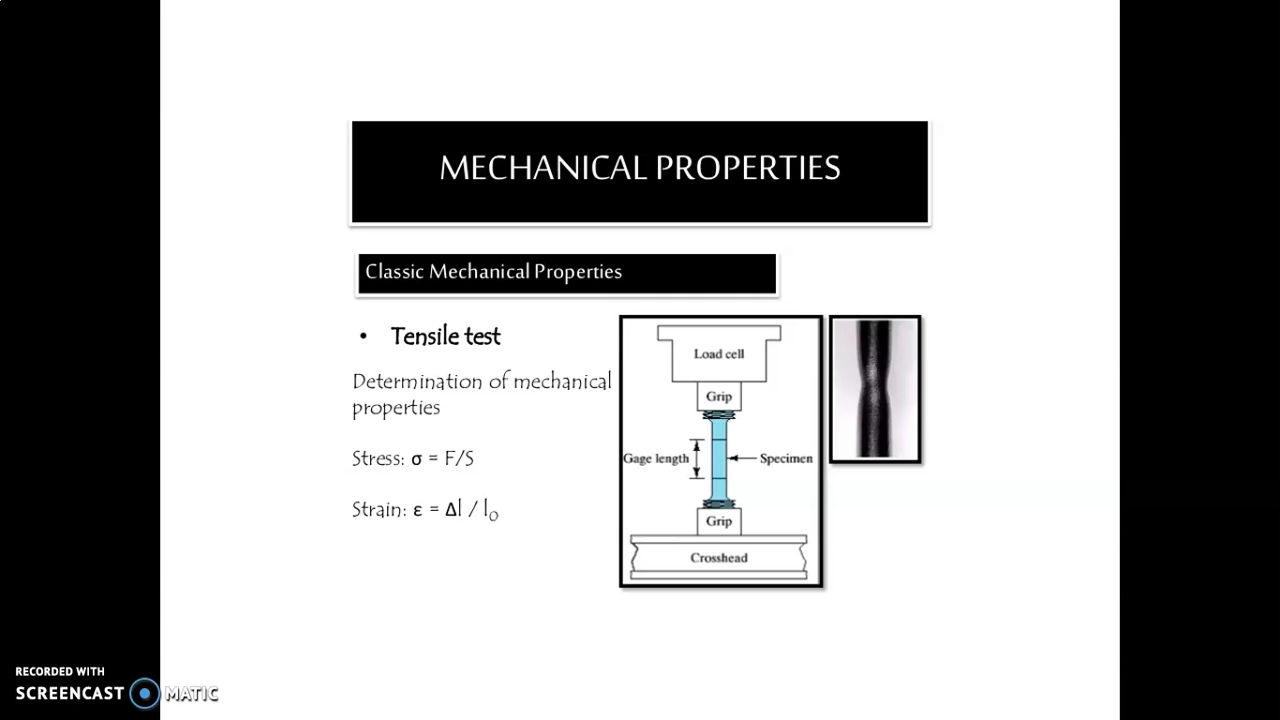 MECHANICAL PROPERTIES
Classic Mechanical Properties
• Tensile test
Determination of mechanical
properties
Stress: σ = F/S
Strain: ε = Δl / l₀
Load cell
Grip
Gage length
Specimen
Grip
Crosshead
RECORDED WITH
SCREENCAST MATIC